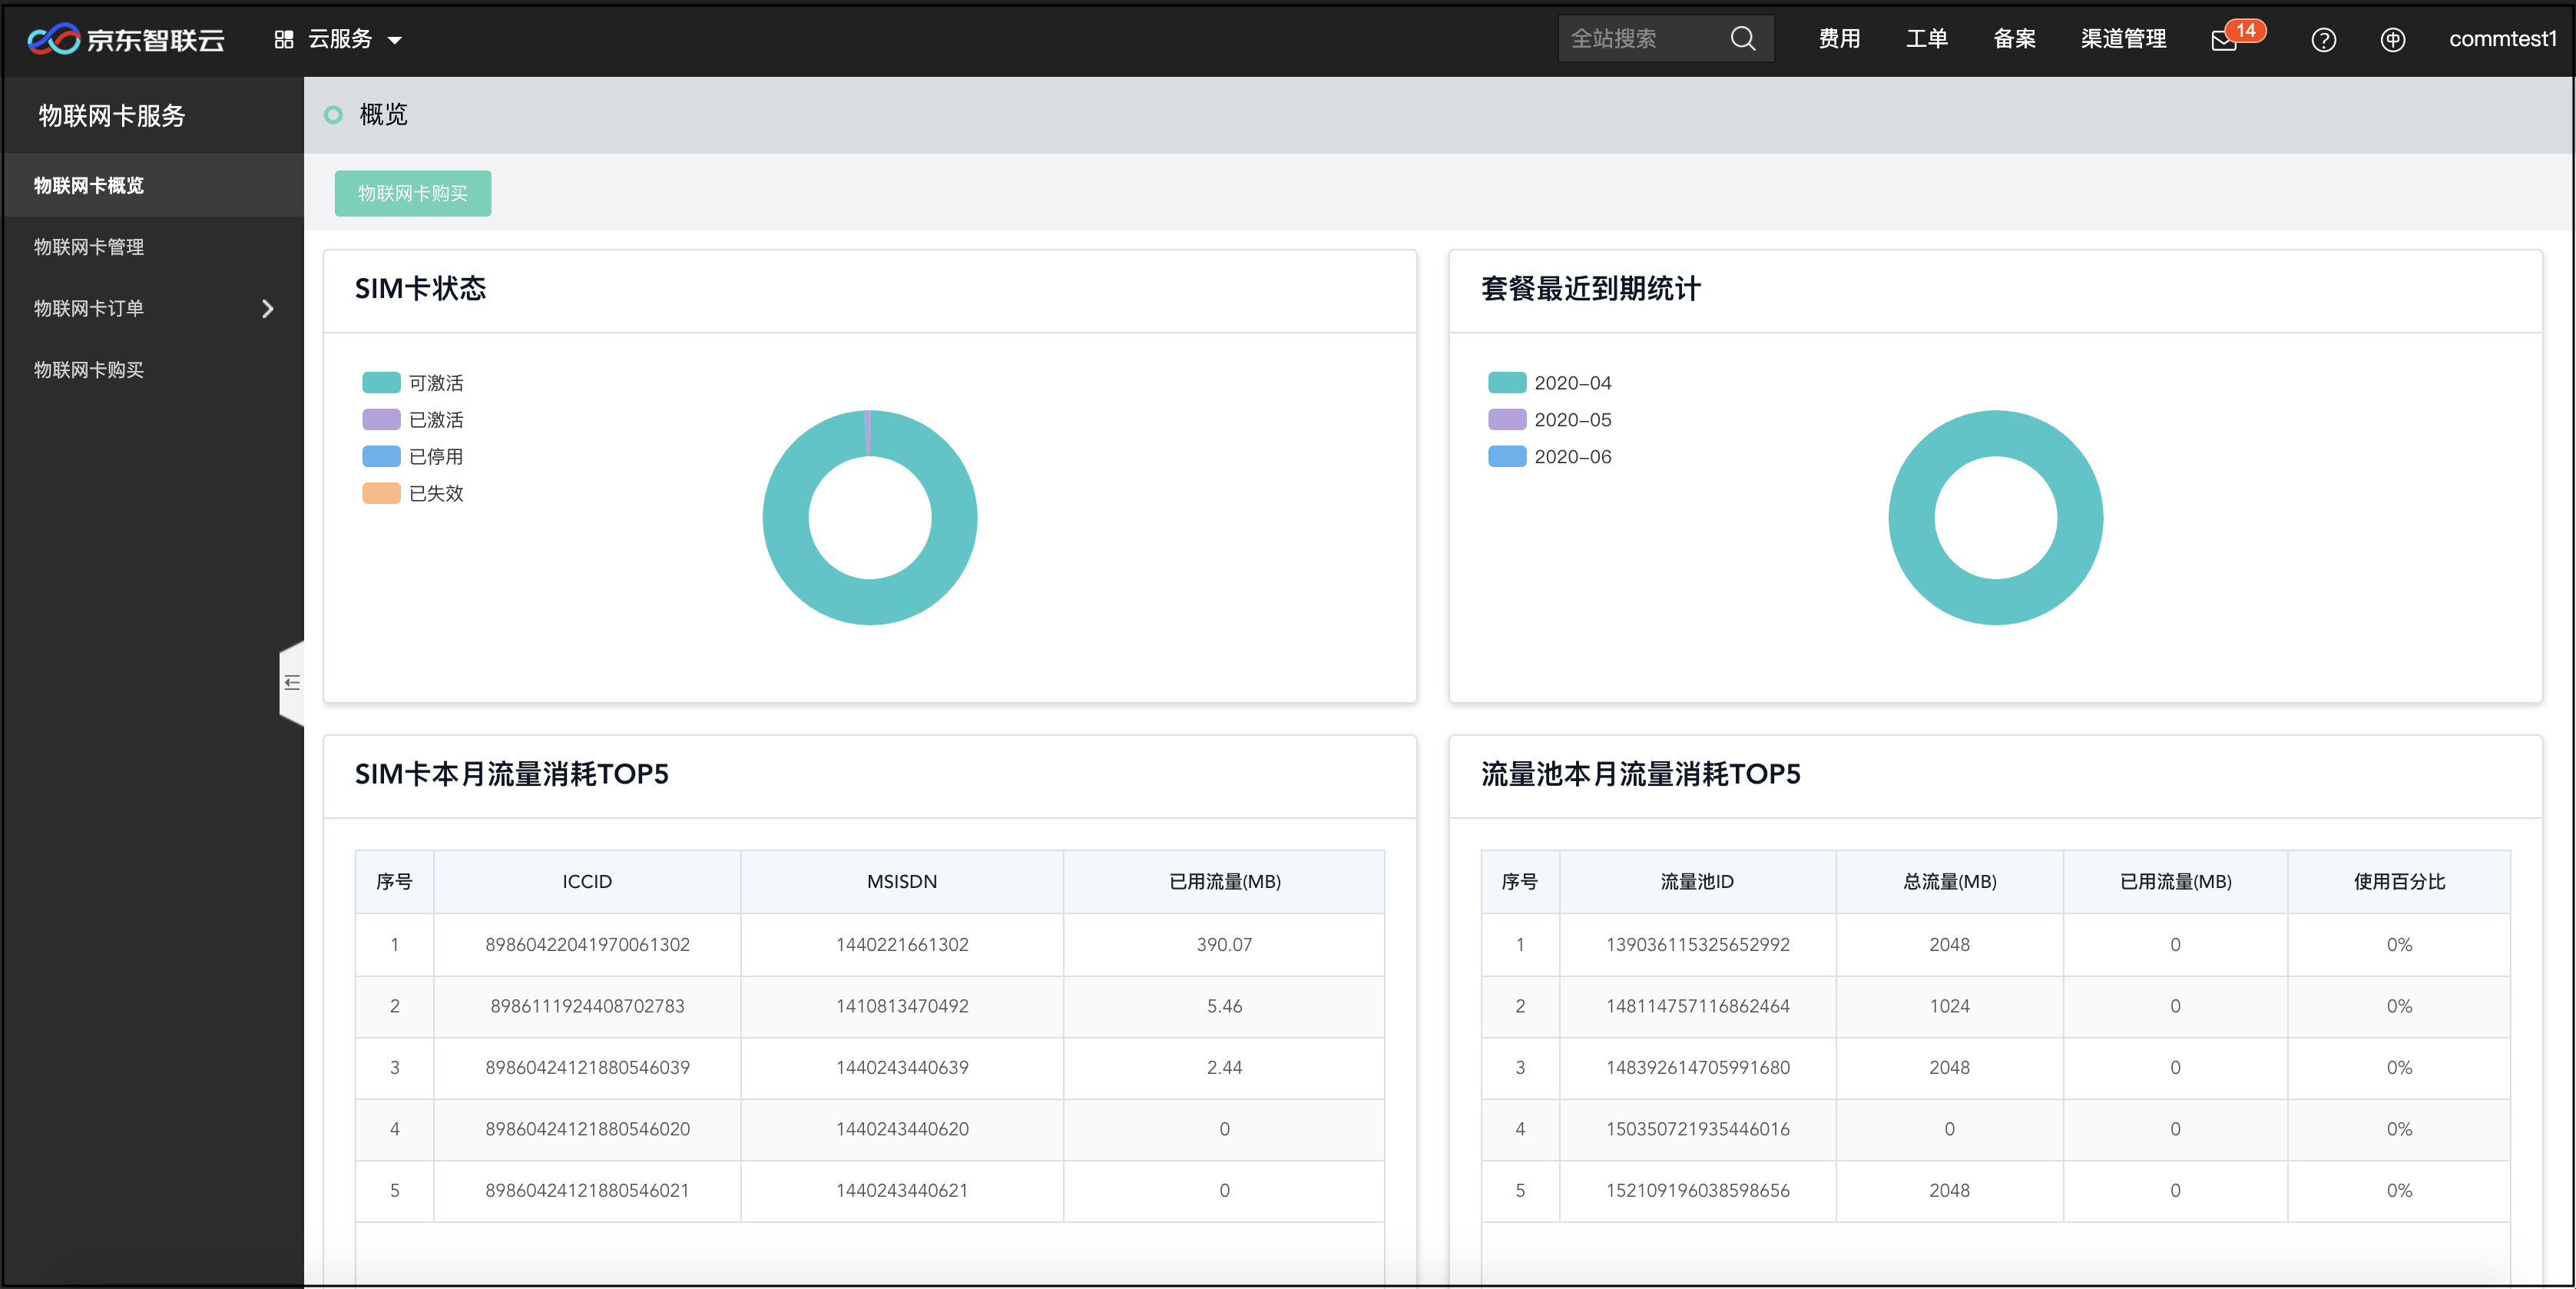 京东智联云 云服务 全站搜索 费用 工单 备案 渠道管理 14 commtest1
物联网卡服务
物联网卡概览
物联网卡管理
物联网卡订单
物联网卡购买
概览
物联网卡购买
SIM卡状态
可激活
已激活
已停用
已失效
套餐最近到期统计
2020-04
2020-05
2020-06
SIM卡本月流量消耗TOP5
序号 ICCID MSISDN 已用流量(MB)
1 89860422041970061302 1440221661302 390.07
2 8986111924408702783 1410813470492 5.46
3 89860424121880546039 1440243440639 2.44
4 89860424121880546020 1440243440620 0
5 89860424121880546021 1440243440621 0
流量池本月流量消耗TOP5
序号 流量池ID 总流量(MB) 已用流量(MB) 使用百分比
1 139036115325652992 2048 0 0%
2 148114757116862464 1024 0 0%
3 148392614705991680 2048 0 0%
4 150350721935446016 0 0 0%
5 152109196038598656 2048 0 0%